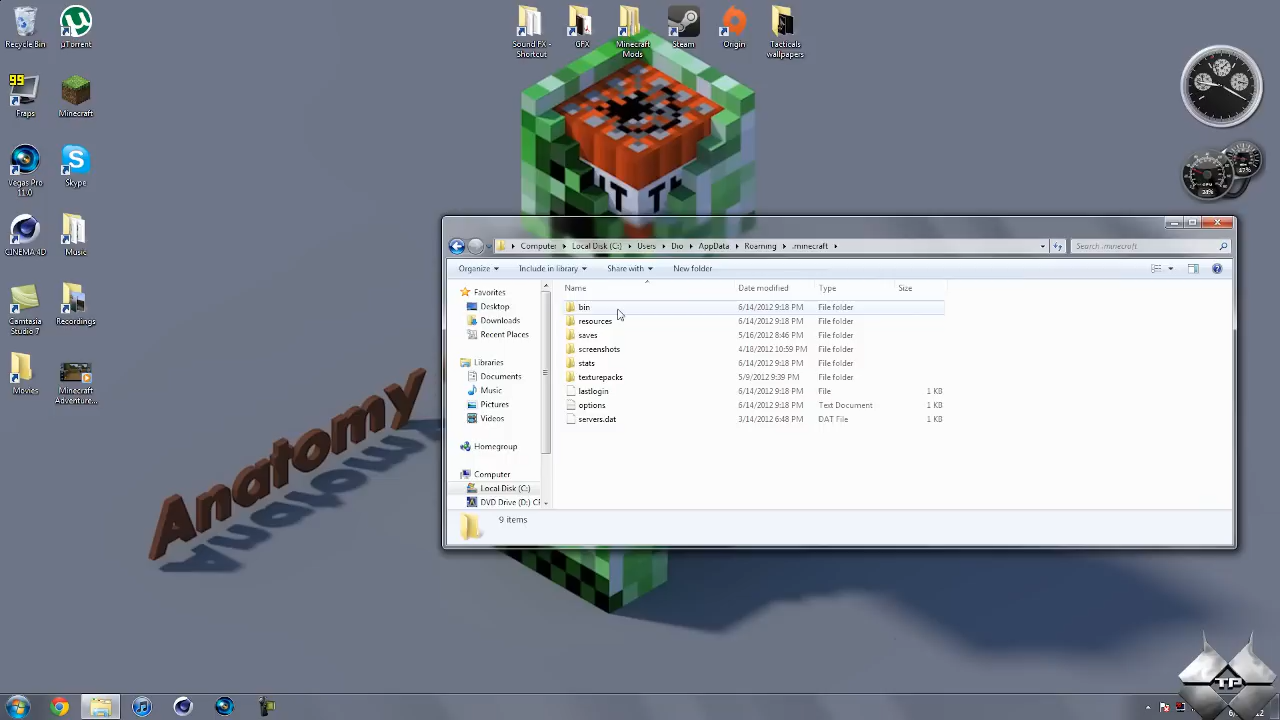 Recycle Bin
µTorrent
Sound FX -
Shortcut
GFX
Minecraft
Mods
Steam
Origin
Tacticals
wallpapers
99
Fraps
Minecraft
Vegas Pro
11.0
Skype
CINEMA 4D
Music
Camtasia
Studio 7
Recordings
Movies
Minecraft
Adventure...
Anatomy
Computer
Local Disk (C:)
Users
Dio
AppData
Roaming
.minecraft
Search .minecraft
Organize
Include in library
Share with
New folder
Name
Date modified
Type
Size
Favorites
Desktop
Downloads
Recent Places
Libraries
Documents
Music
Pictures
Videos
Homegroup
Computer
Local Disk (C:)
DVD Drive (D:) CF
bin 6/14/2012 9:18 PM File folder
resources 6/14/2012 9:18 PM File folder
saves 5/16/2012 8:46 PM File folder
screenshots 4/18/2012 10:59 PM File folder
stats 6/14/2012 9:18 PM File folder
texturepacks 5/9/2012 9:39 PM File folder
lastlogin 6/14/2012 9:18 PM File 1 KB
options 6/14/2012 9:18 PM Text Document 1 KB
servers.dat 3/14/2012 6:48 PM DAT File 1 KB
9 items
TP